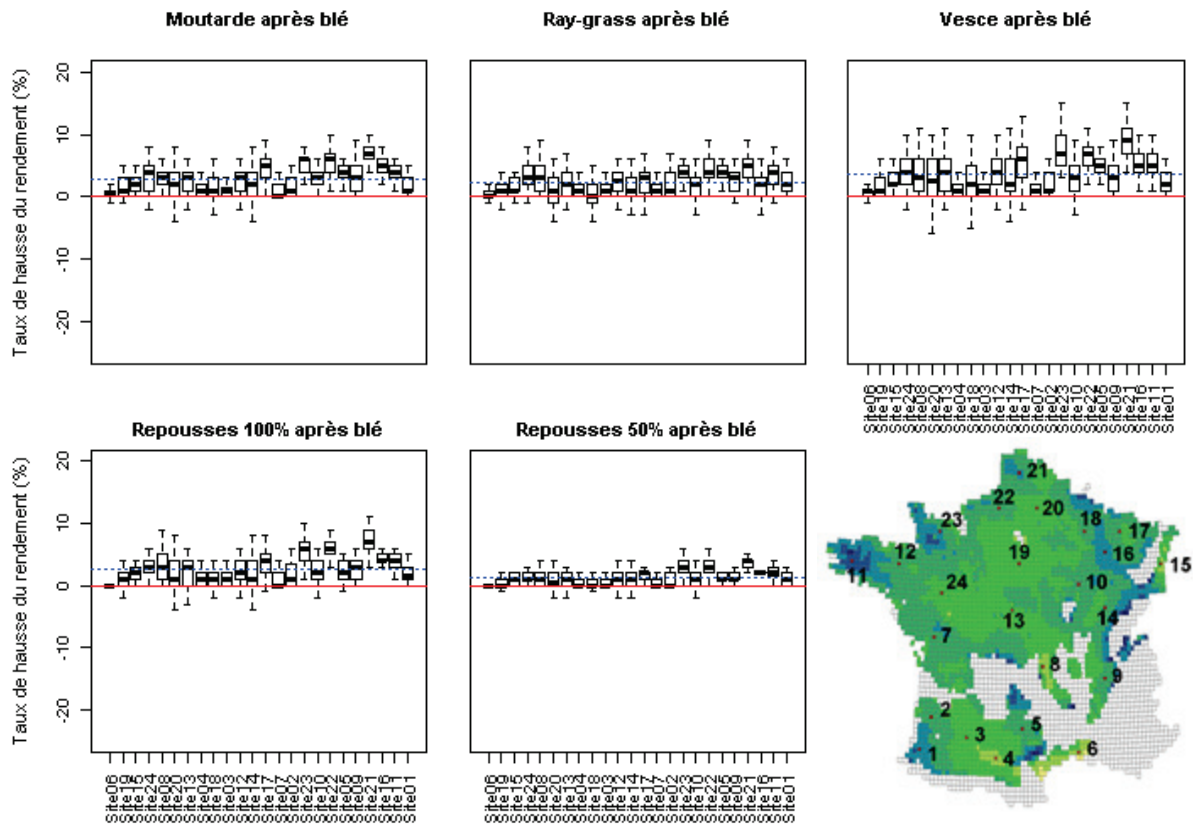 Moutarde après blé
Ray-grass après blé
Vesce après blé
Taux de hausse du rendement (%)
20
10
0
-10
-20
Site06
Site19
Site15
Site24
Site08
Site20
Site13
Site04
Site18
Site03
Site12
Site14
Site17
Site07
Site02
Site23
Site10
Site22
Site05
Site09
Site21
Site16
Site11
Site01
Repousses 100% après blé
Repousses 50% après blé
Taux de hausse du rendement (%)
20
10
0
-10
-20
Site06
Site19
Site15
Site24
Site08
Site20
Site13
Site04
Site18
Site03
Site12
Site14
Site17
Site07
Site02
Site23
Site10
Site22
Site05
Site09
Site21
Site16
Site11
Site01
Site06
Site19
Site15
Site24
Site08
Site20
Site13
Site04
Site18
Site03
Site12
Site14
Site17
Site07
Site02
Site23
Site10
Site22
Site05
Site09
Site21
Site16
Site11
Site01
21
22
20
23
18
17
12
19
16
11
15
24
10
13
14
7
8
9
2
5
3
6
1
4